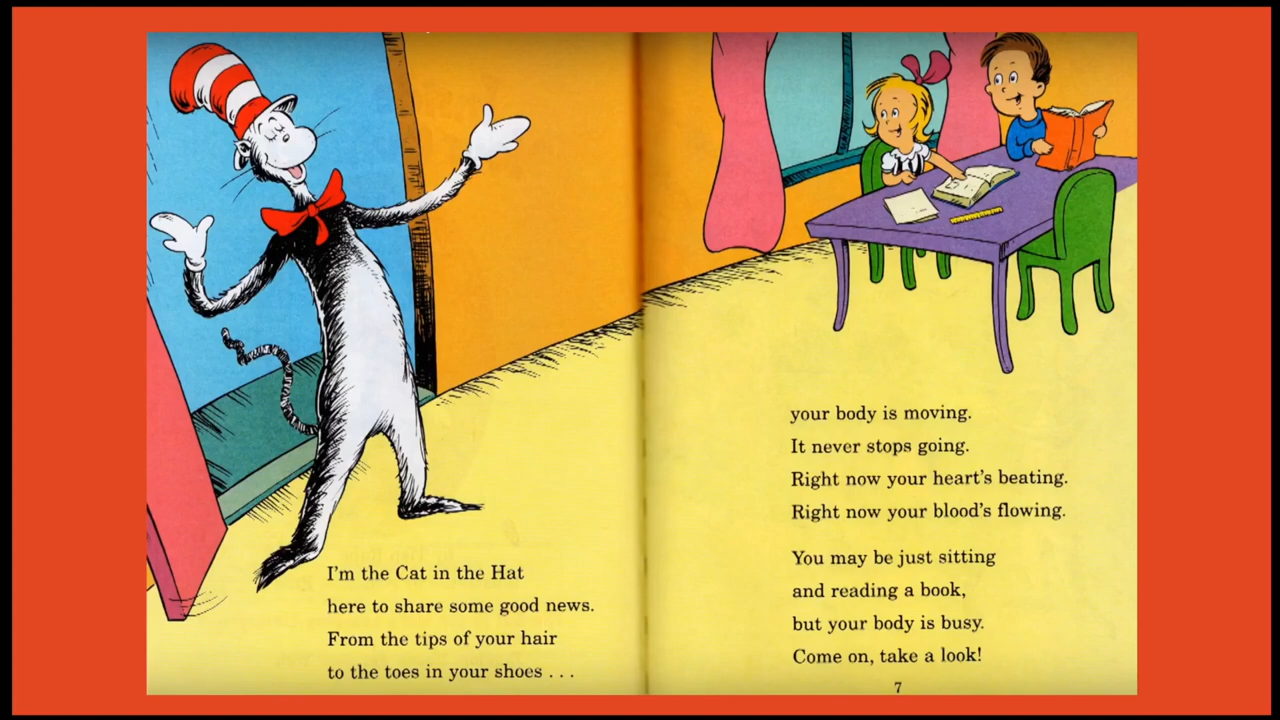 I'm the Cat in the Hat
here to share some good news.
From the tips of your hair
to the toes in your shoes . . .
your body is moving.
It never stops going.
Right now your heart's beating.
Right now your blood's flowing.
You may be just sitting
and reading a book,
but your body is busy.
Come on, take a look!
7